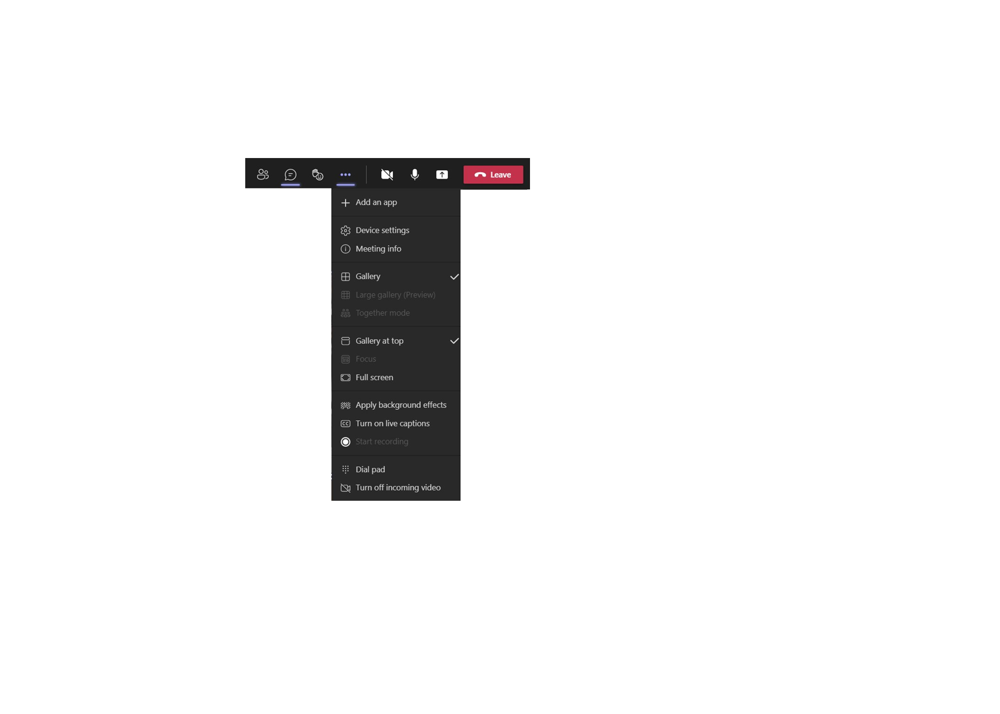 Leave
Add an app
Device settings
Meeting info
Gallery
Large gallery (Preview)
Together mode
Gallery at top
Focus
Full screen
Apply background effects
CC Turn on live captions
Start recording
Dial pad
Turn off incoming video